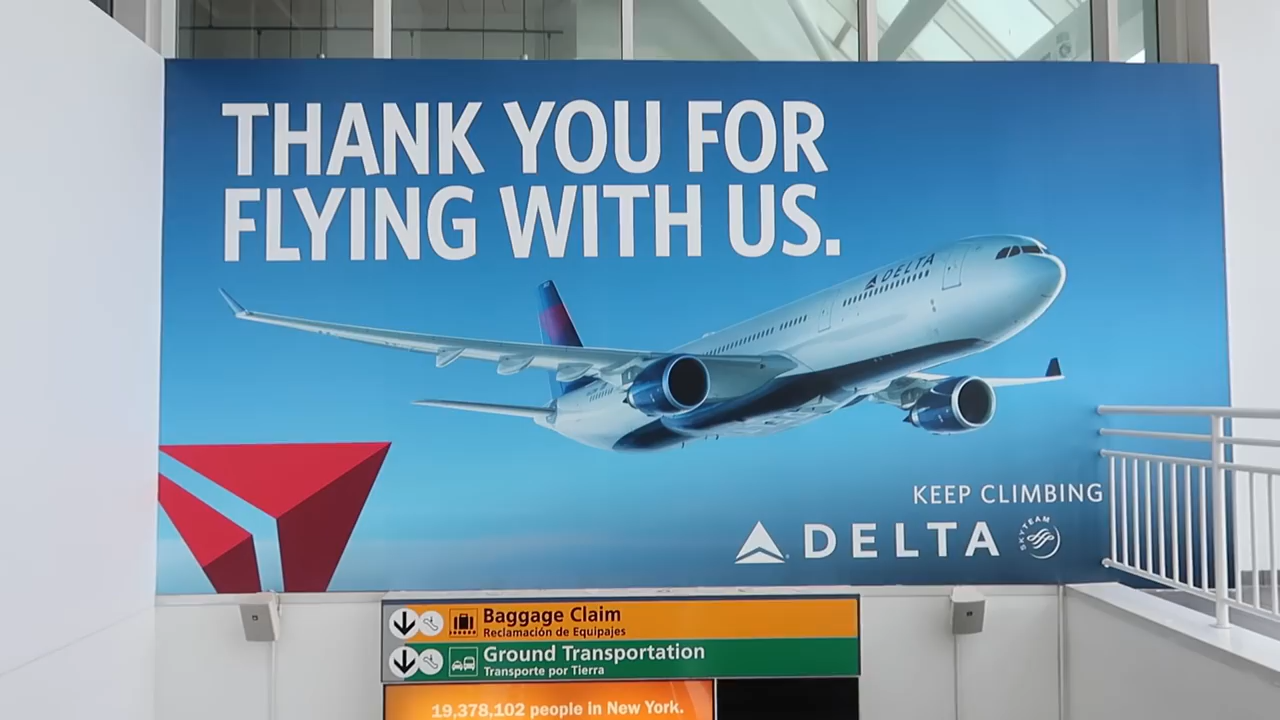 THANK YOU FOR
FLYING WITH US.
DELTA
KEEP CLIMBING
DELTA
SKYTEAM
Baggage Claim
Reclamación de Equipajes
Ground Transportation
Transporte por Tierra
19,378,102 people in New York.